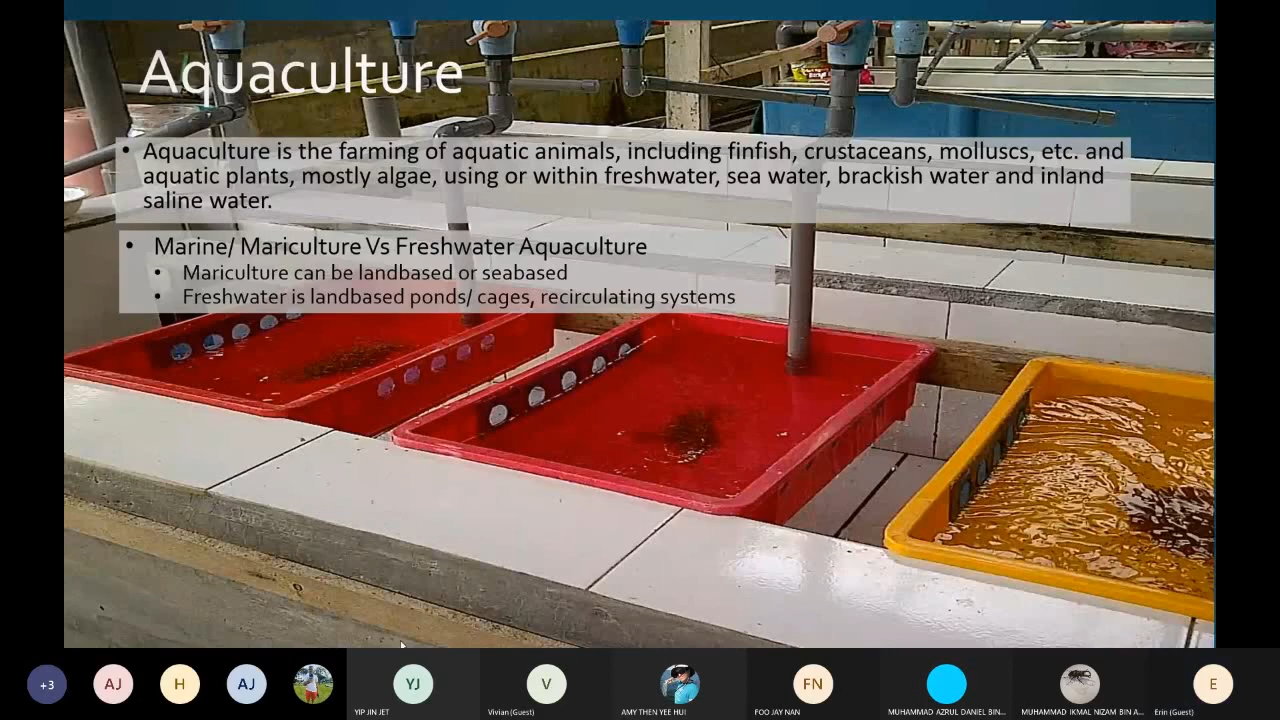 Aquaculture
• Aquaculture is the farming of aquatic animals, including finfish, crustaceans, molluscs, etc. and
aquatic plants, mostly algae, using or within freshwater, sea water, brackish water and inland
saline water.
• Marine/ Mariculture Vs Freshwater Aquaculture
• Mariculture can be landbased or seabased
• Freshwater is landbased ponds/ cages, recirculating systems
+3 AJ H AJ YJ V FN E
YIP JIN JET Vivian (Guest) AMY THEN YEE HUI FOO JAY NAN MUHAMMAD AZRUL DANIEL BIN... MUHAMMAD IKMAL NIZAM BIN A... Erin (Guest)